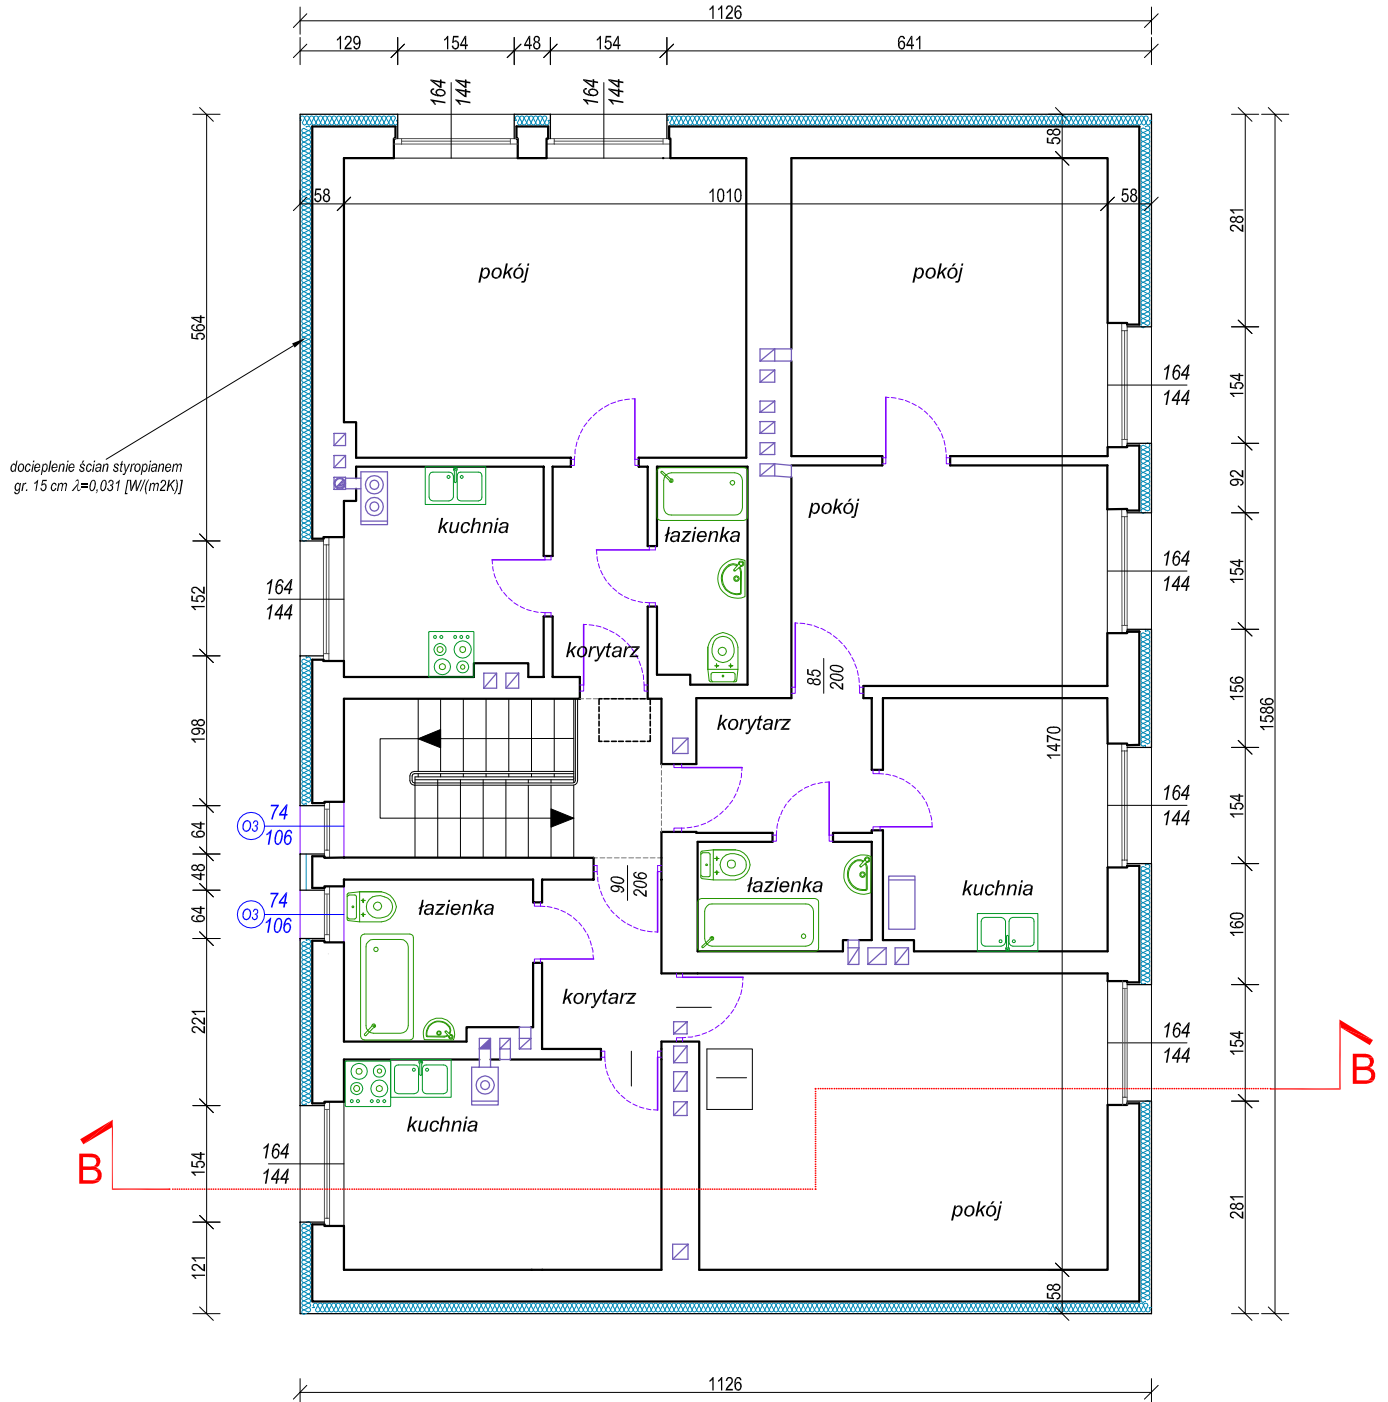 1126
129 154 48 154 641
164
144
164
144
58
58 1010 58
281
pokój pokój
564
164
144
154
docieplenie ścian styropianem
gr. 15 cm λ=0,031 [W/(m2K)]
92
pokój
kuchnia łazienka
164
144
154
152
164
144
korytarz
85
200
156
1586
198
korytarz
1470
O3 74
106
164
144
154
64
48
O3 74
106
64
90
206
łazienka
łazienka
kuchnia
160
korytarz
221
164
144
154
B
B
kuchnia
164
144
154
pokój
281
121
58
1126